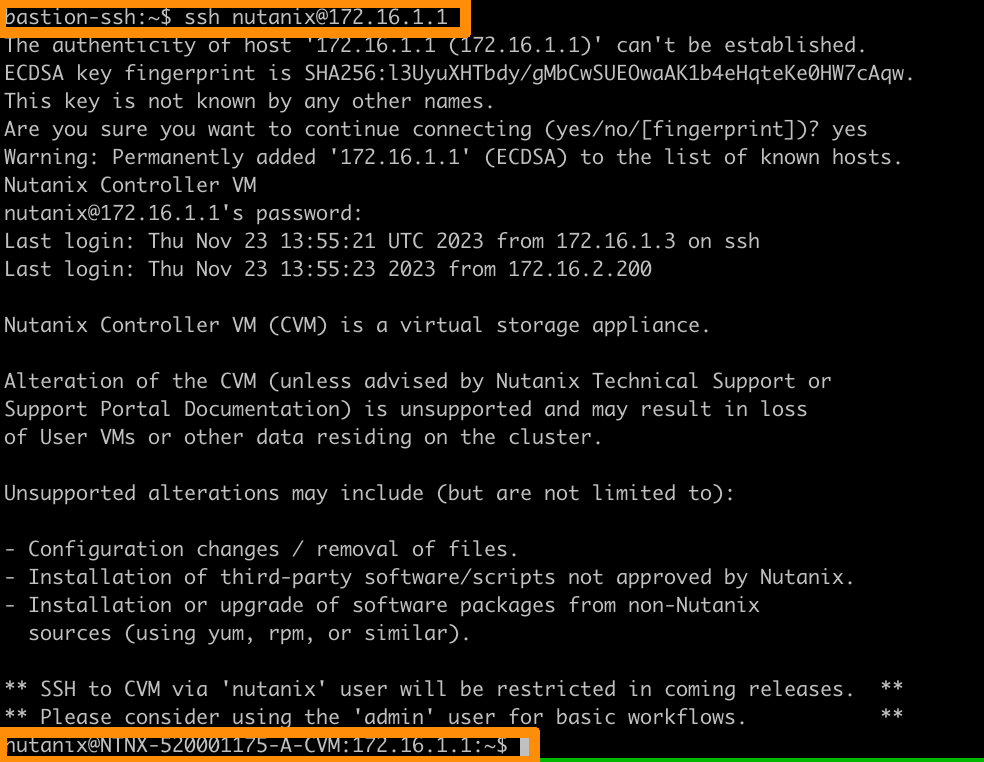 bastion-ssh:~$ ssh nutanix@172.16.1.1
The authenticity of host '172.16.1.1 (172.16.1.1)' can't be established.
ECDSA key fingerprint is SHA256:l3UyuXHTbdy/gMbCwSUEOwaAK1b4eHqteKe0HW7cAqw.
This key is not known by any other names.
Are you sure you want to continue connecting (yes/no/[fingerprint])? yes
Warning: Permanently added '172.16.1.1' (ECDSA) to the list of known hosts.
Nutanix Controller VM
nutanix@172.16.1.1's password:
Last login: Thu Nov 23 13:55:21 UTC 2023 from 172.16.1.3 on ssh
Last login: Thu Nov 23 13:55:23 2023 from 172.16.2.200
Nutanix Controller VM (CVM) is a virtual storage appliance.
Alteration of the CVM (unless advised by Nutanix Technical Support or
Support Portal Documentation) is unsupported and may result in loss
of User VMs or other data residing on the cluster.
Unsupported alterations may include (but are not limited to):
- Configuration changes / removal of files.
- Installation of third-party software/scripts not approved by Nutanix.
- Installation or upgrade of software packages from non-Nutanix
sources (using yum, rpm, or similar).
** SSH to CVM via 'nutanix' user will be restricted in coming releases. **
** Please consider using the 'admin' user for basic workflows. **
nutanix@NTNX-520001175-A-CVM:172.16.1.1:~$